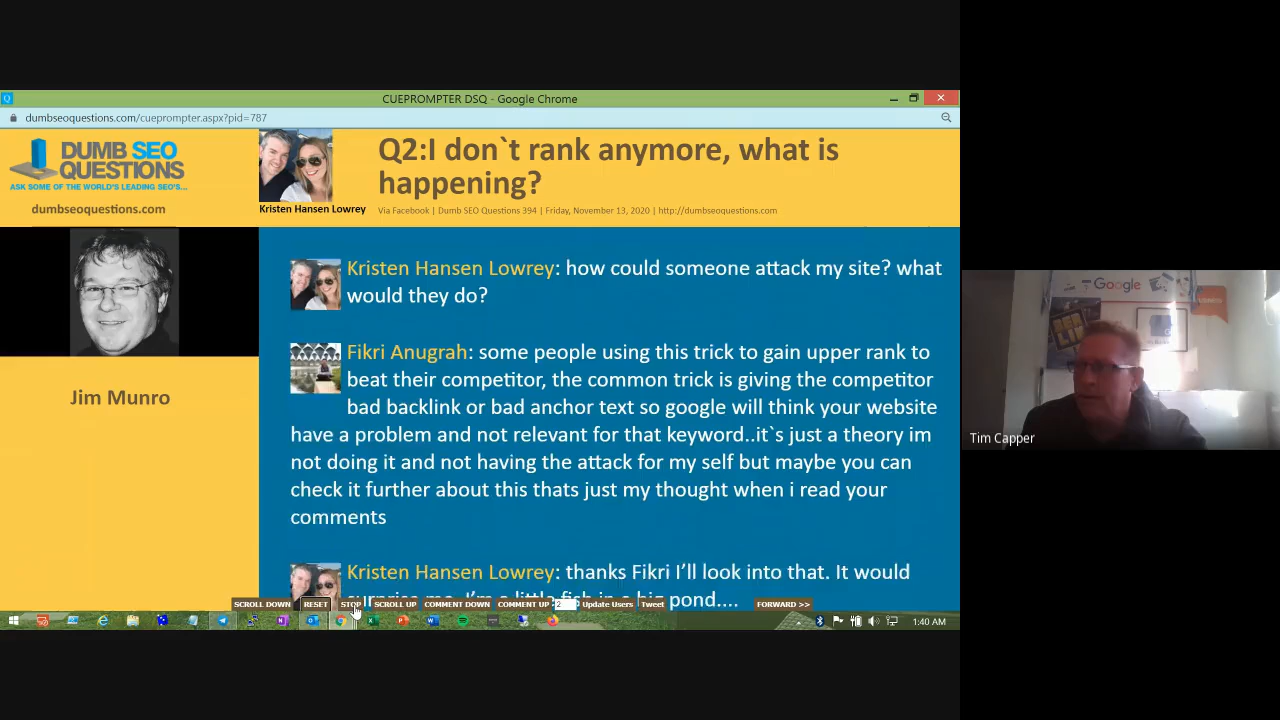 CUEPROMPTER DSQ - Google Chrome
dumbseoquestions.com/cueprompter.aspx?pid=787
DUMB SEO
QUESTIONS
ASK SOME OF THE WORLD'S LEADING SEO'S...
dumbseoquestions.com
Kristen Hansen Lowrey
Q2:I don`t rank anymore, what is
happening?
Via Facebook | Dumb SEO Questions 394 | Friday, November 13, 2020 | http://dumbseoquestions.com
Jim Munro
Kristen Hansen Lowrey: how could someone attack my site? what
would they do?
Fikri Anugrah: some people using this trick to gain upper rank to
beat their competitor, the common trick is giving the competitor
bad backlink or bad anchor text so google will think your website
have a problem and not relevant for that keyword..it`s just a theory im
not doing it and not having the attack for my self but maybe you can
check it further about this thats just my thought when i read your
comments
Kristen Hansen Lowrey: thanks Fikri I’ll look into that. It would
surprise me. I’m a little fish in a big pond....
SCROLL DOWN RESET STOP SCROLL UP COMMENT DOWN COMMENT UP 2 Update Users Tweet FORWARD >>
1:40 AM
Google
Tim Capper